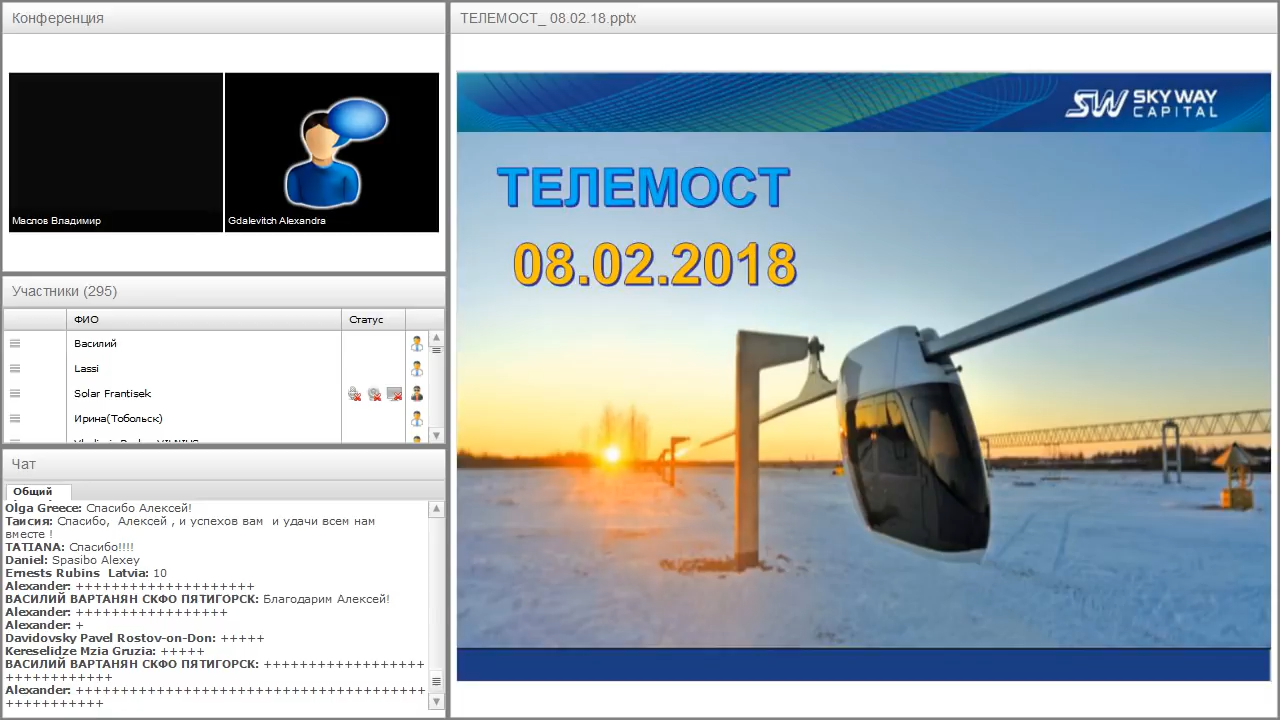 Конференция
Маслов Владимир
Gdalevitch Alexandra
Участники (295)
ФИО
Статус
Василий
Lassi
Solar Frantisek
Ирина(Тобольск)
Чат
Общий
Olga Greece: Спасибо Алексей!
Таисия: Спасибо, Алексей , и успехов вам и удачи всем нам
вместе !
TATIANA: Спасибо!!!!
Daniel: Spasibo Alexey
Ernests Rubins Latvia: 10
Alexander: ++++++++++++++++++++
ВАСИЛИЙ ВАРТАНЯН СКФО ПЯТИГОРСК: Благодарим Алексей!
Alexander: +++++++++++++++++
Alexander: +
Davidovsky Pavel Rostov-on-Don: +++++
Kereselidze Mzia Gruzia: +++++
ВАСИЛИЙ ВАРТАНЯН СКФО ПЯТИГОРСК: ++++++++++++++++++
++++++++++++
Alexander: +++++++++++++++++++++++++++++++++++++++
+++++++++++
ТЕЛЕМОСТ_ 08.02.18.pptx
SW SKY WAY
CAPITAL
ТЕЛЕМОСТ
08.02.2018